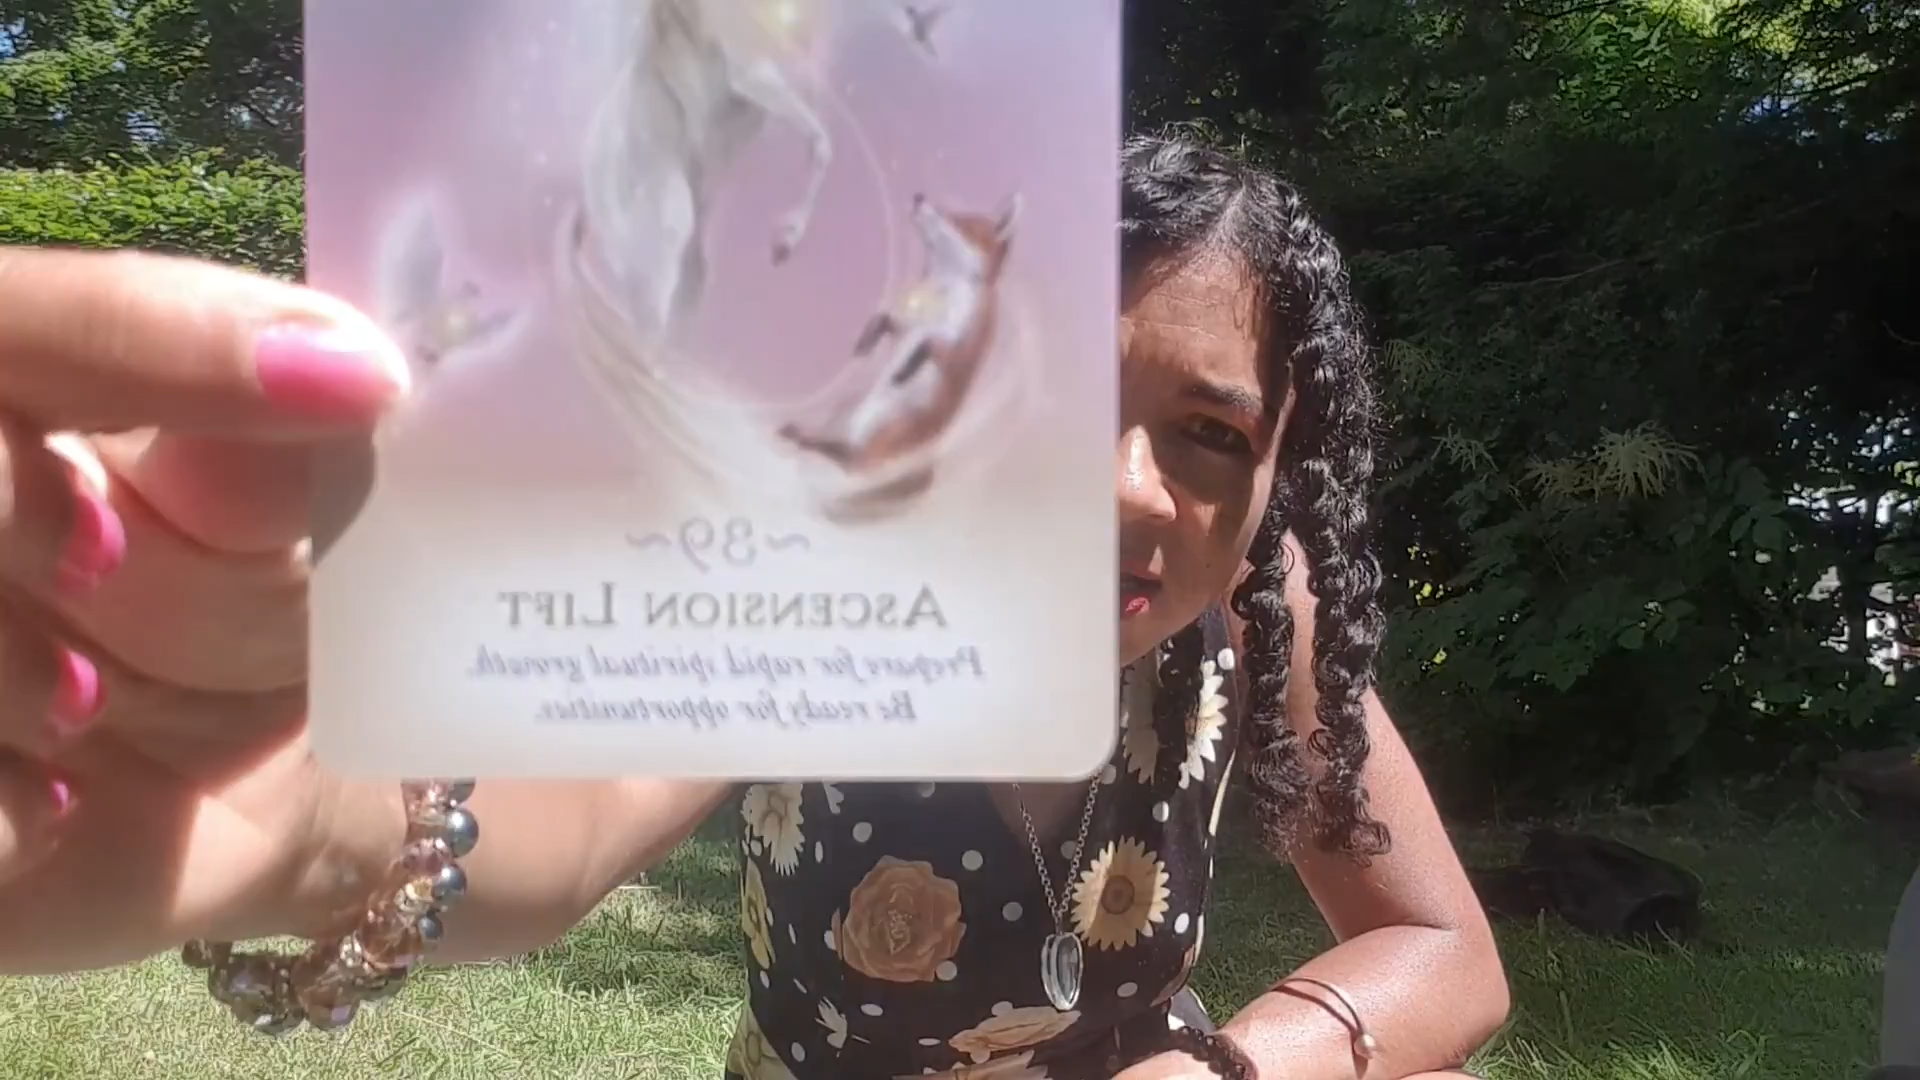 ~39~
ASCENSION LIFT
Prepare for rapid spiritual growth.
Be ready for opportunities.